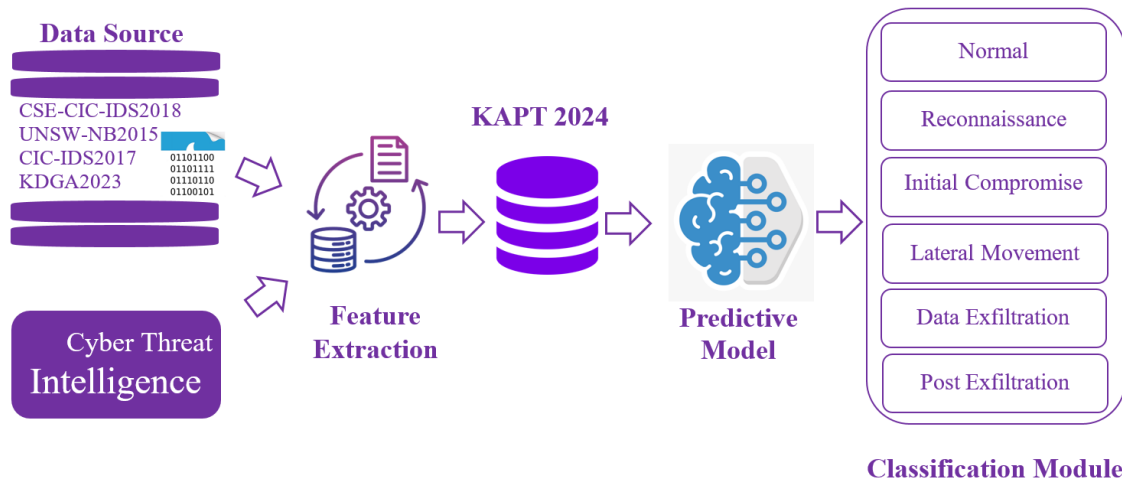 Data Source
CSE-CIC-IDS2018
UNSW-NB2015
CIC-IDS2017
KDGA2023
01101100
01101111
01110110
01100101
Cyber Threat
Intelligence
Feature
Extraction
KAPT 2024
Predictive
Model
Normal
Reconnaissance
Initial Compromise
Lateral Movement
Data Exfiltration
Post Exfiltration
Classification Module